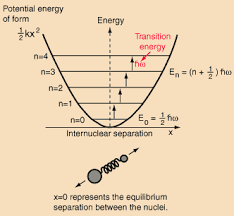 Potential energy
of form
½kx²
Energy
Transition
energy
n=4
ħω
n=3
Eₙ = (n + ½) ħω
n=2
n=1
n=0
E₀ = ½ ħω
Internuclear separation
x
x=0 represents the equilibrium
separation between the nuclei.